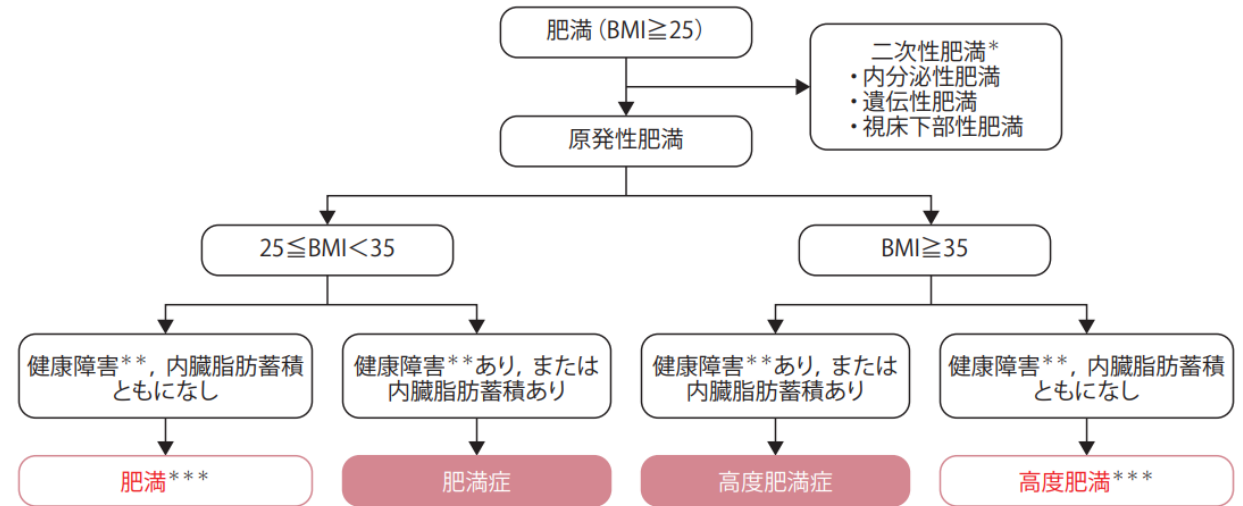 肥満（BMI≧25）
二次性肥満*
・内分泌性肥満
・遺伝性肥満
・視床下部性肥満
原発性肥満
25≦BMI＜35
BMI≧35
健康障害**，内臓脂肪蓄積
ともになし
健康障害**あり，または
内臓脂肪蓄積あり
健康障害**あり，または
内臓脂肪蓄積あり
健康障害**，内臓脂肪蓄積
ともになし
肥満***
肥満症
高度肥満症
高度肥満***